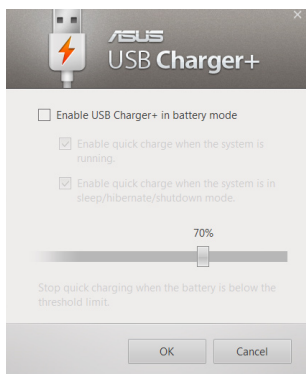 ASUS
USB Charger+
Enable USB Charger+ in battery mode
Enable quick charge when the system is
running.
Enable quick charge when the system is in
sleep/hibernate/shutdown mode.
70%
Stop quick charging when the battery is below the
threshold limit.
OK Cancel